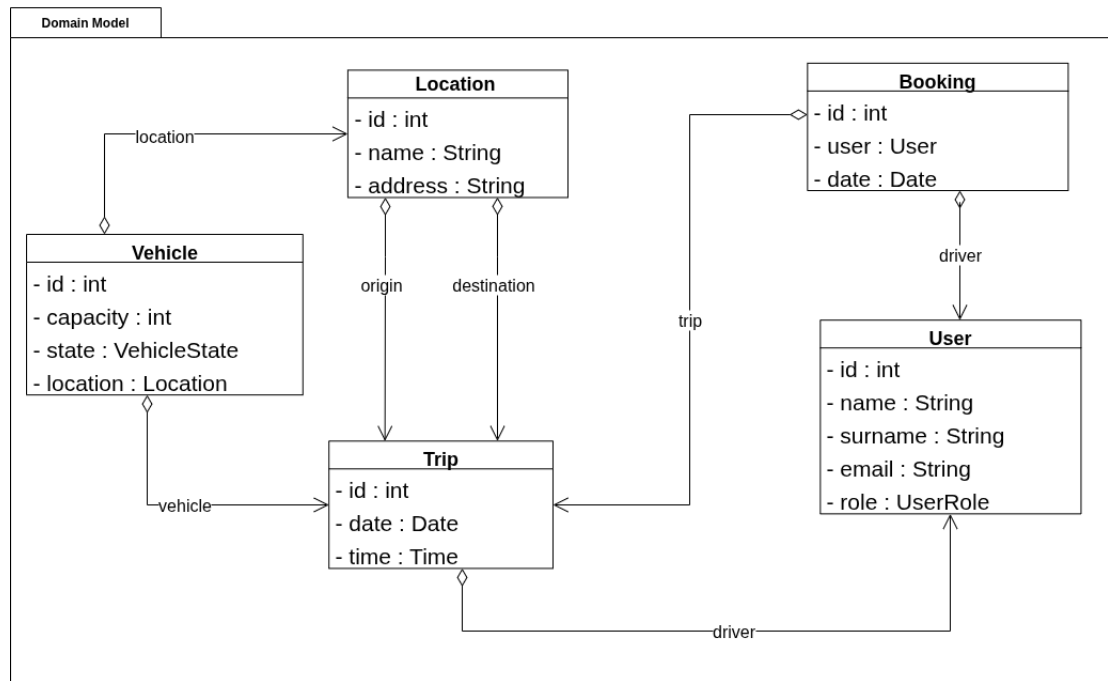 Domain Model
Location
- id : int
- name : String
- address : String
Booking
- id : int
- user : User
- date : Date
location
Vehicle
- id : int
- capacity : int
- state : VehicleState
- location : Location
origin
destination
driver
trip
User
- id : int
- name : String
- surname : String
- email : String
- role : UserRole
Trip
- id : int
- date : Date
- time : Time
vehicle
driver